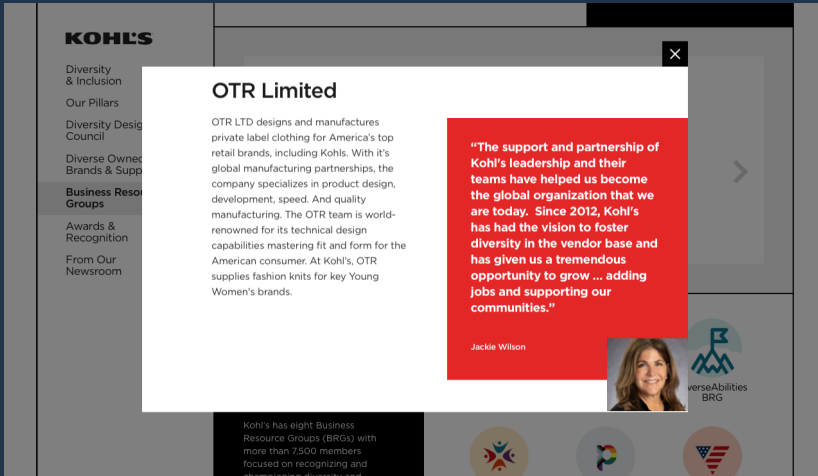 KOHL'S
Diversity
& Inclusion
Our Pillars
Diversity Desig
Council
Diverse Owned
Brands & Supp
Business Resou
Groups
Awards &
Recognition
From Our
Newsroom
OTR Limited
OTR LTD designs and manufactures
private label clothing for America's top
retail brands, including Kohls. With it's
global manufacturing partnerships, the
company specializes in product design,
development, speed. And quality
manufacturing. The OTR team is world-
renowned for its technical design
capabilities mastering fit and form for the
American consumer. At Kohl's, OTR
supplies fashion knits for key Young
Women's brands.
“The support and partnership of
Kohl's leadership and their
teams have helped us become
the global organization that we
are today. Since 2012, Kohl's
has had the vision to foster
diversity in the vendor base and
has given us a tremendous
opportunity to grow ... adding
jobs and supporting our
communities.”
Jackie Wilson
verseAbilities
BRG
Kohl's has eight Business
Resource Groups (BRGs) with
more than 7,500 members
focused on recognizing and
championing diversity and